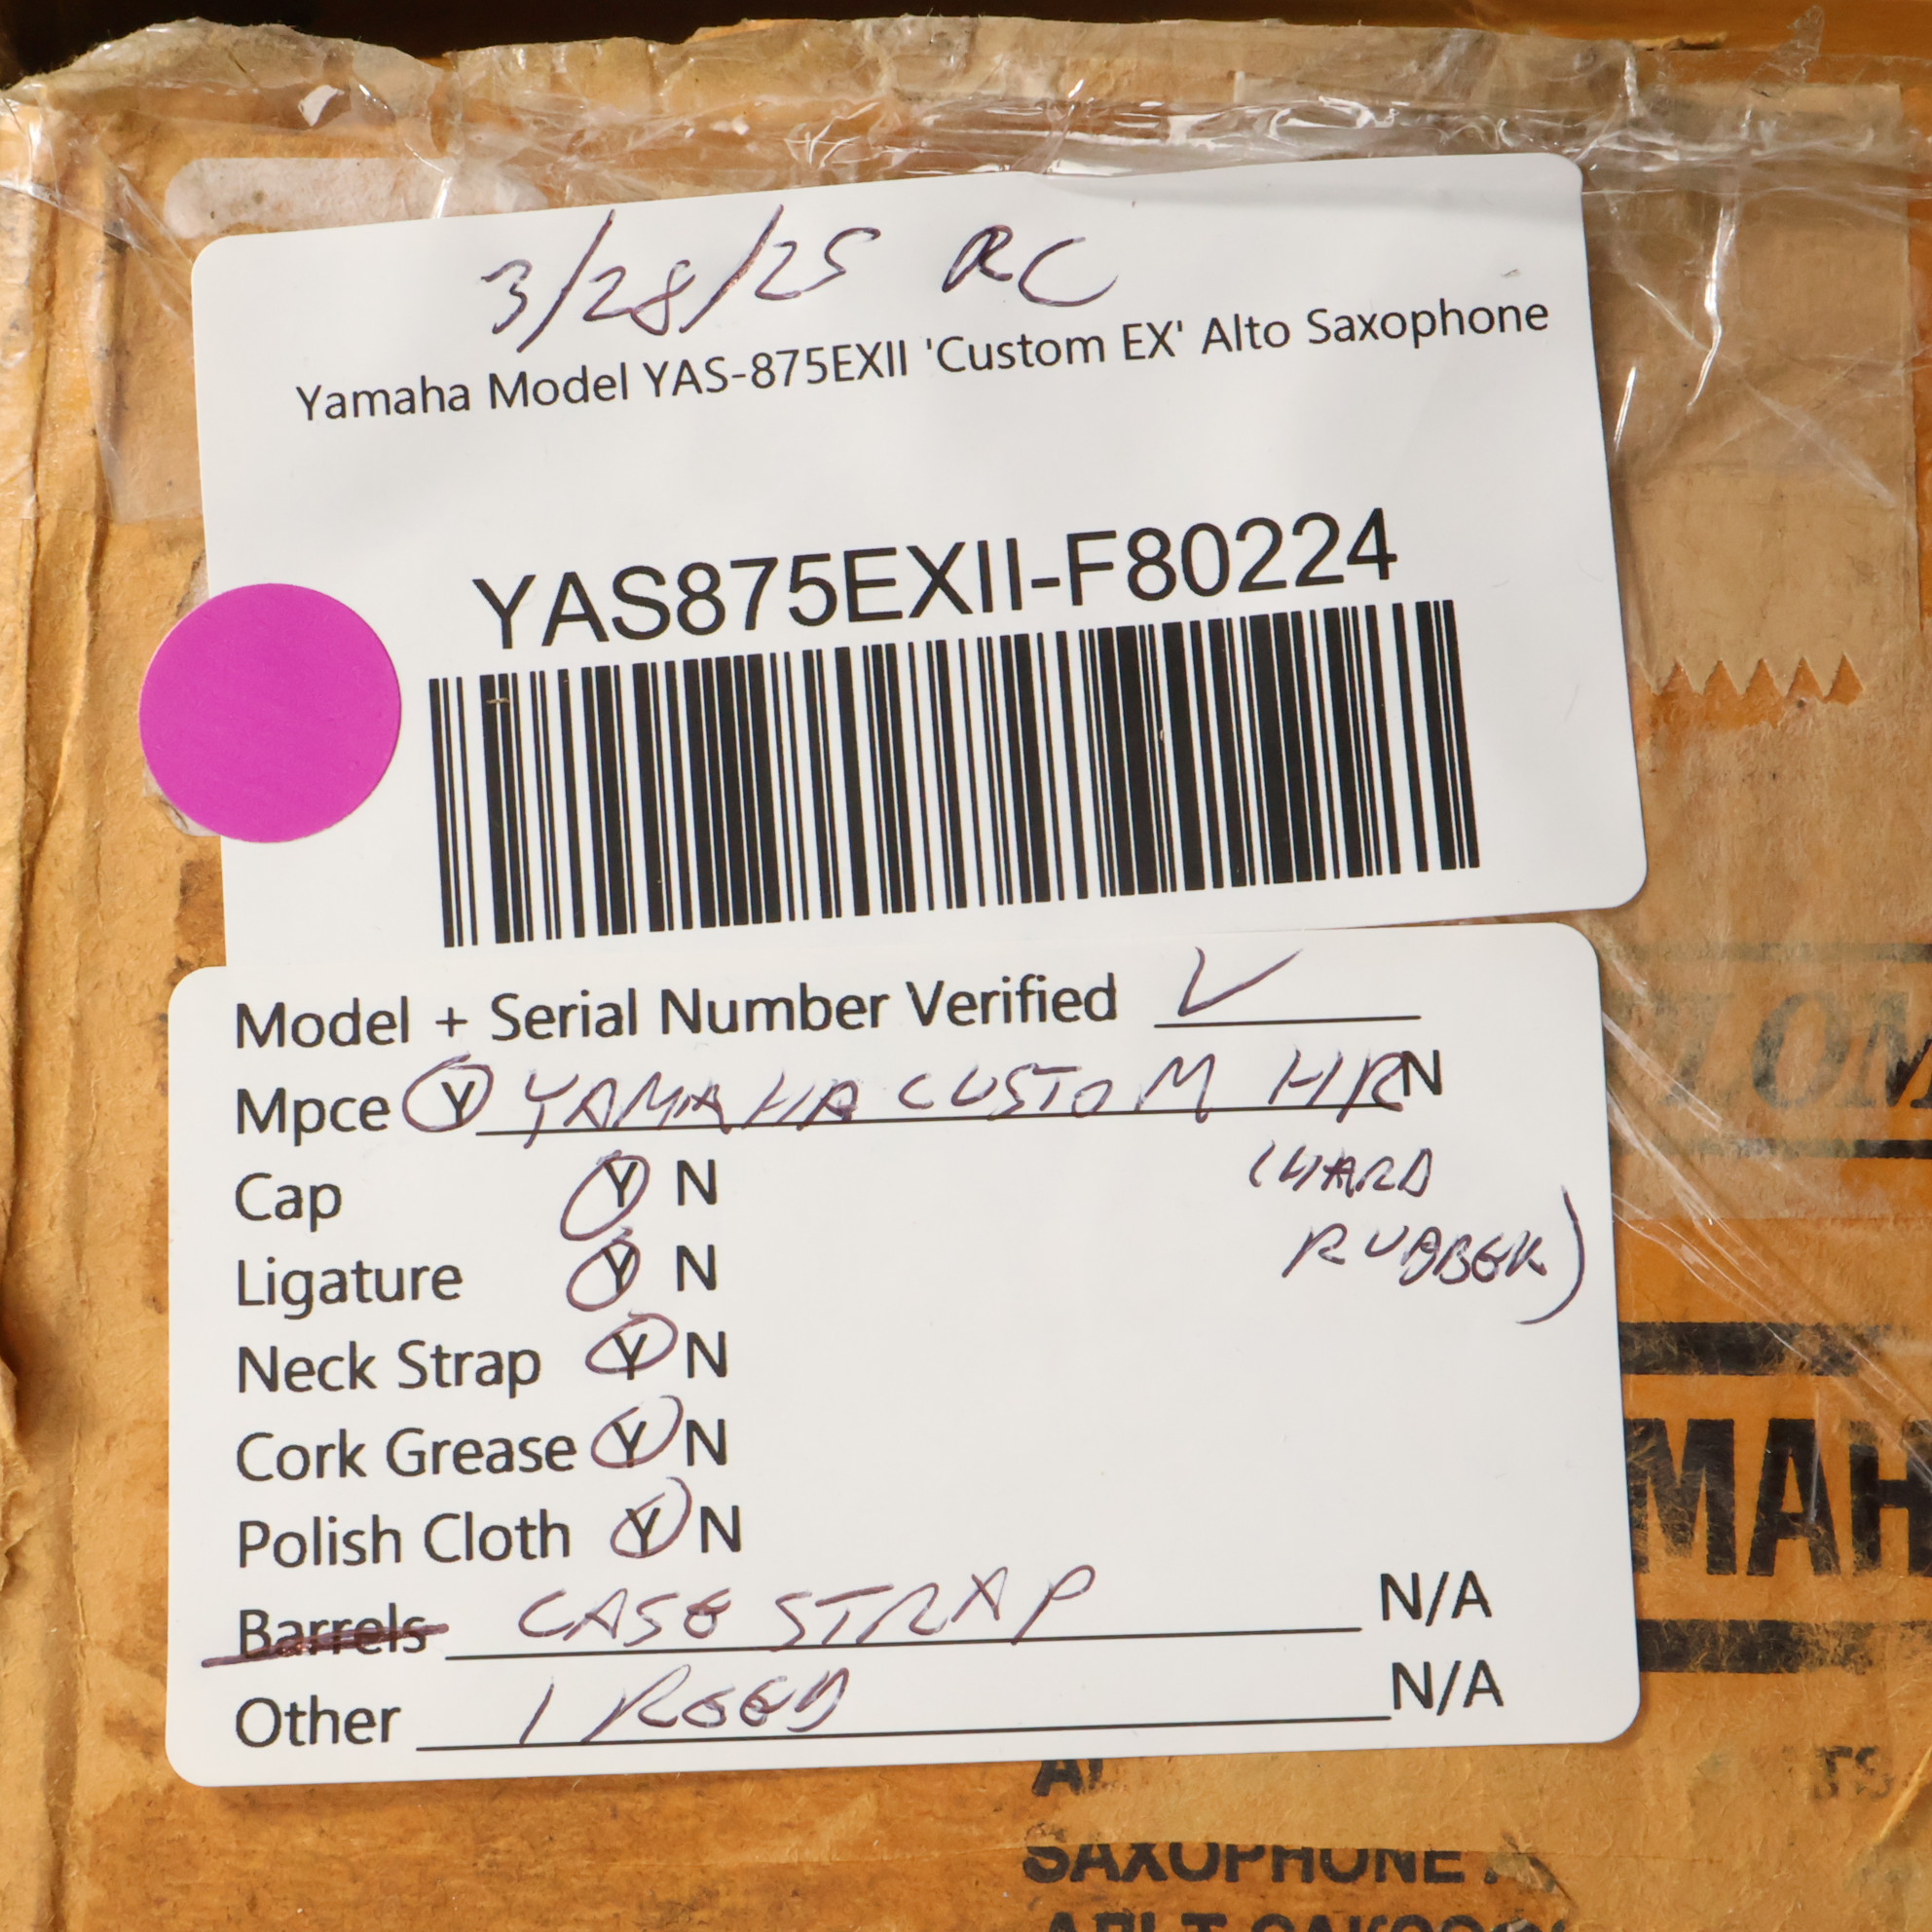 3/28/25 RC
Yamaha Model YAS-875EXII 'Custom EX' Alto Saxophone
YAS875EXII-F80224
Model + Serial Number Verified ✓
Mpce Y YAMAHA CUSTOM HR N
(HARD
RUBBER)
Cap Y N
Ligature Y N
Neck Strap Y N
Cork Grease Y N
Polish Cloth Y N
Barrels CASE STRAP N/A
Other 1 REED N/A
MAH
SAXOPHONE